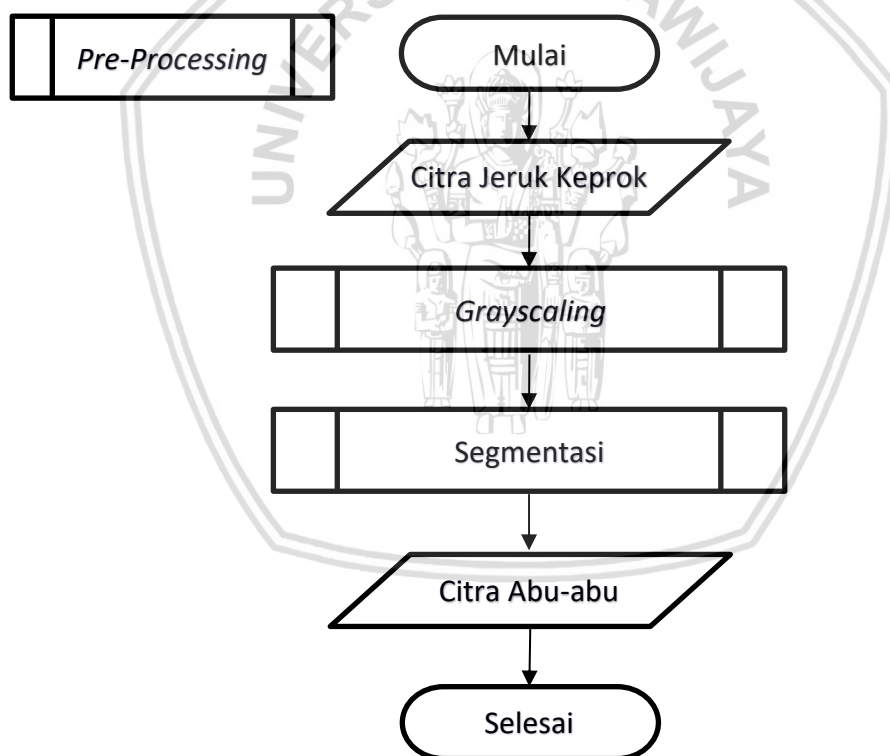 Pre-Processing
Mulai
Citra Jeruk Keprok
Grayscaling
Segmentasi
Citra Abu-abu
Selesai